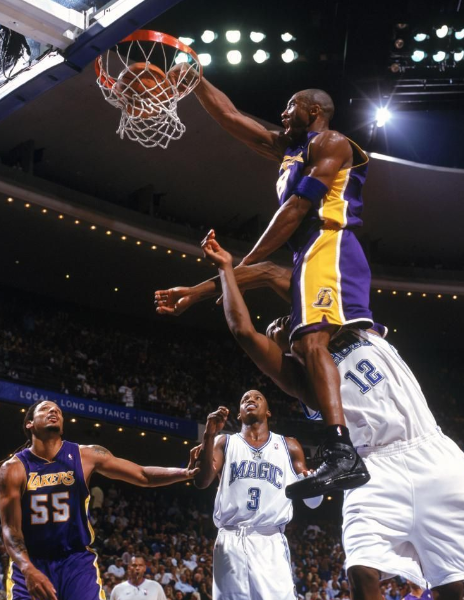 12
LOCAL · LONG DISTANCE · INTERNET
LAKERS
55
MAGIC
3